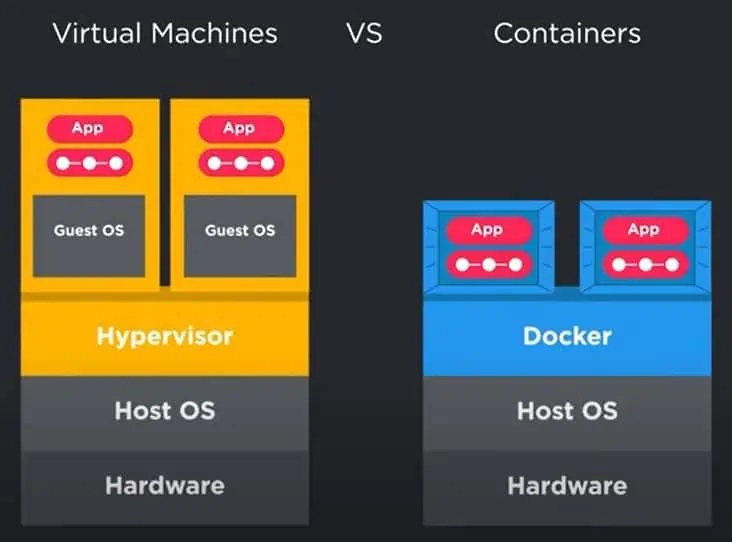 Virtual Machines VS Containers
App
App
Guest OS
Guest OS
Hypervisor
Host OS
Hardware
App
App
Docker
Host OS
Hardware